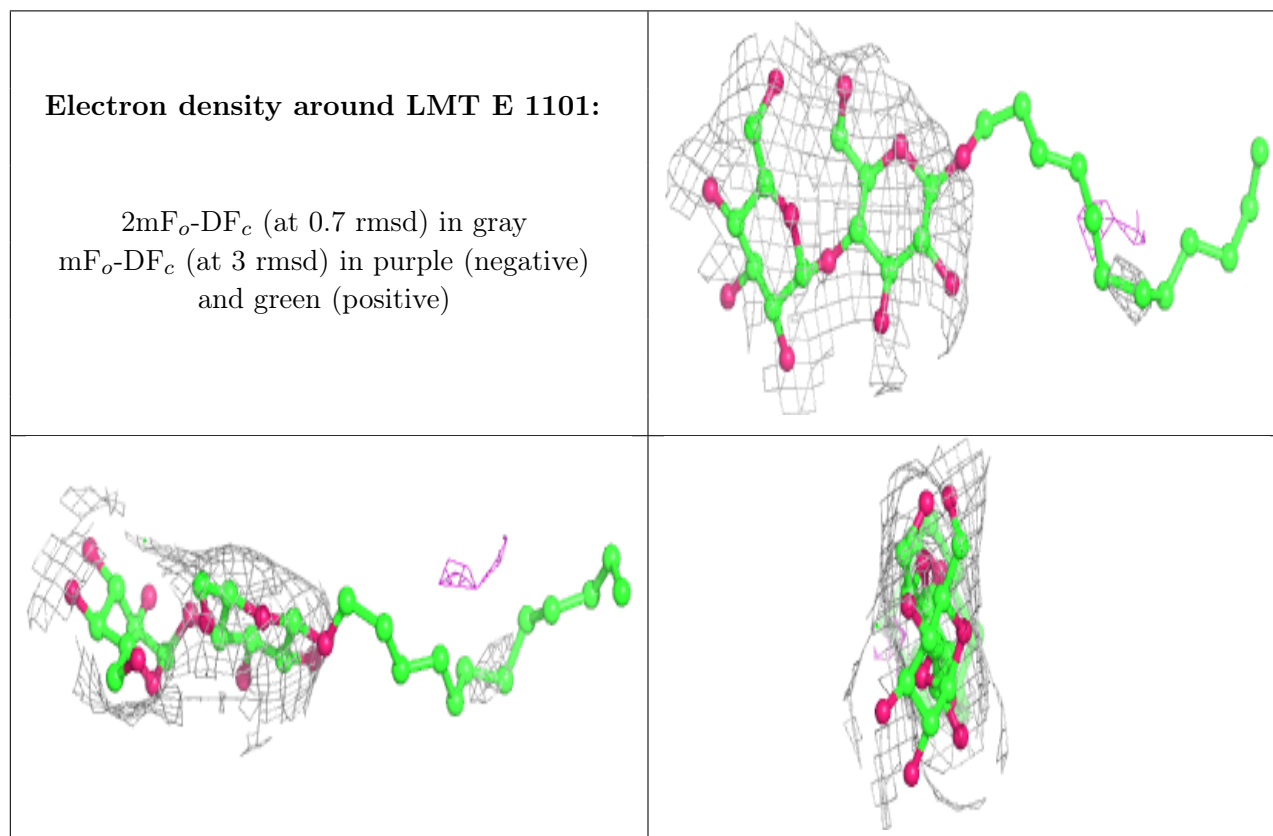 Electron density around LMT E 1101:
2mFo-DFc (at 0.7 rmsd) in gray
mFo-DFc (at 3 rmsd) in purple (negative)
and green (positive)